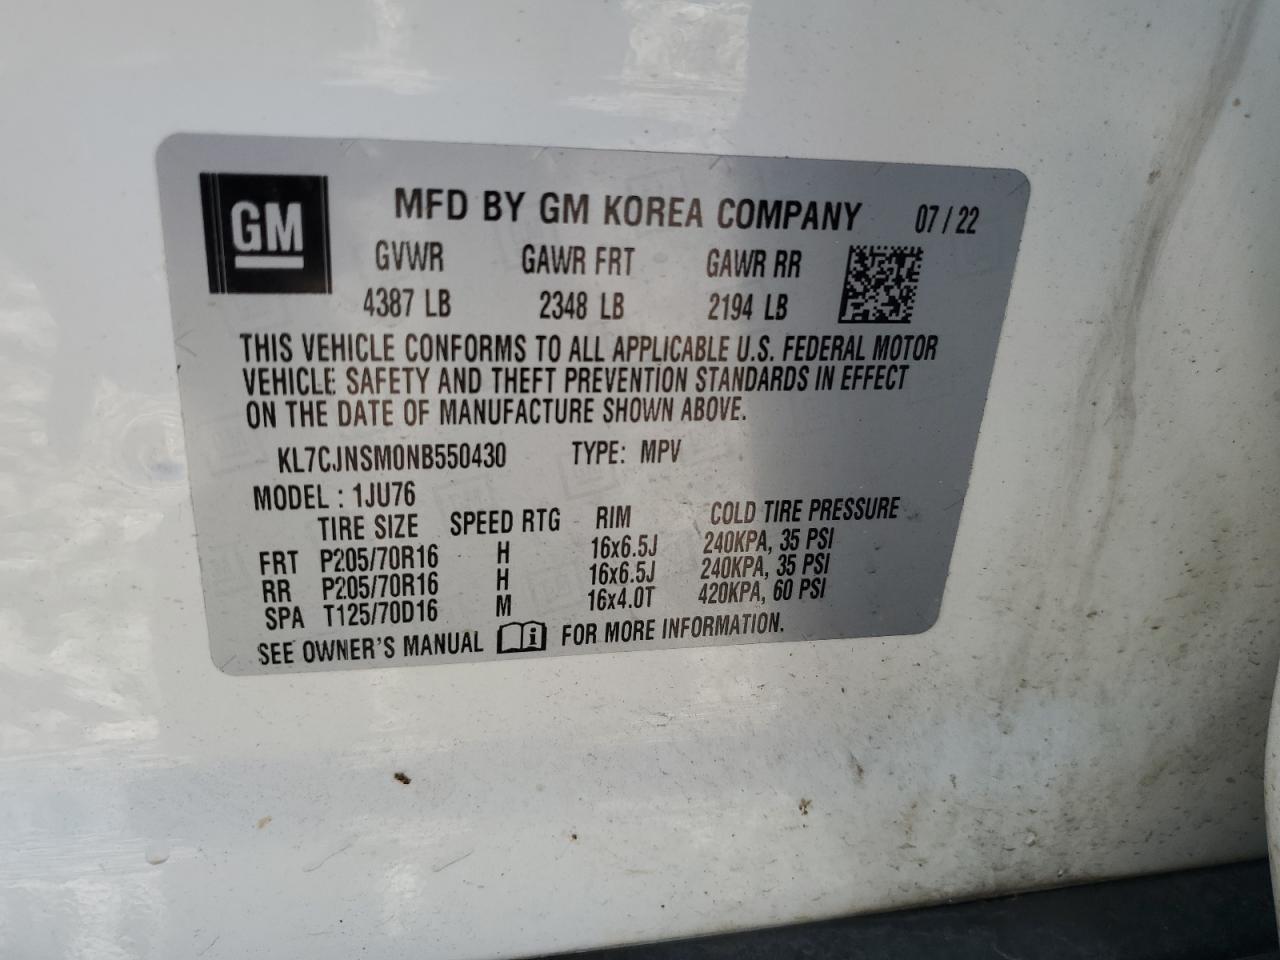 GM
MFD BY GM KOREA COMPANY 07/22
GVWR GAWR FRT GAWR RR
4387 LB 2348 LB 2194 LB
THIS VEHICLE CONFORMS TO ALL APPLICABLE U.S. FEDERAL MOTOR
VEHICLE SAFETY AND THEFT PREVENTION STANDARDS IN EFFECT
ON THE DATE OF MANUFACTURE SHOWN ABOVE.
KL7CJNSM0NB550430 TYPE: MPV
MODEL : 1JU76
TIRE SIZE SPEED RTG RIM COLD TIRE PRESSURE
FRT P205/70R16 H 16x6.5J 240KPA, 35 PSI
RR P205/70R16 H 16x6.5J 240KPA, 35 PSI
SPA T125/70D16 M 16x4.0T 420KPA, 60 PSI
SEE OWNER'S MANUAL i FOR MORE INFORMATION.